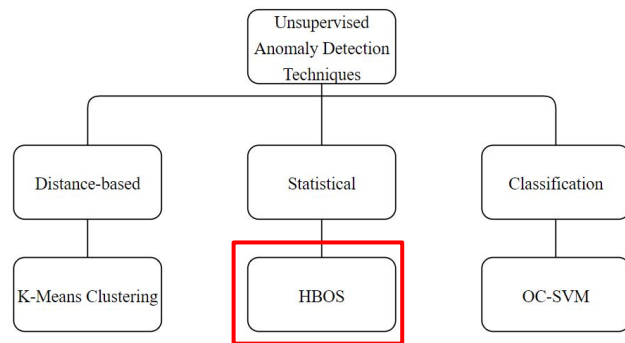 Unsupervised
Anomaly Detection
Techniques
Distance-based
Statistical
Classification
K-Means Clustering
HBOS
OC-SVM